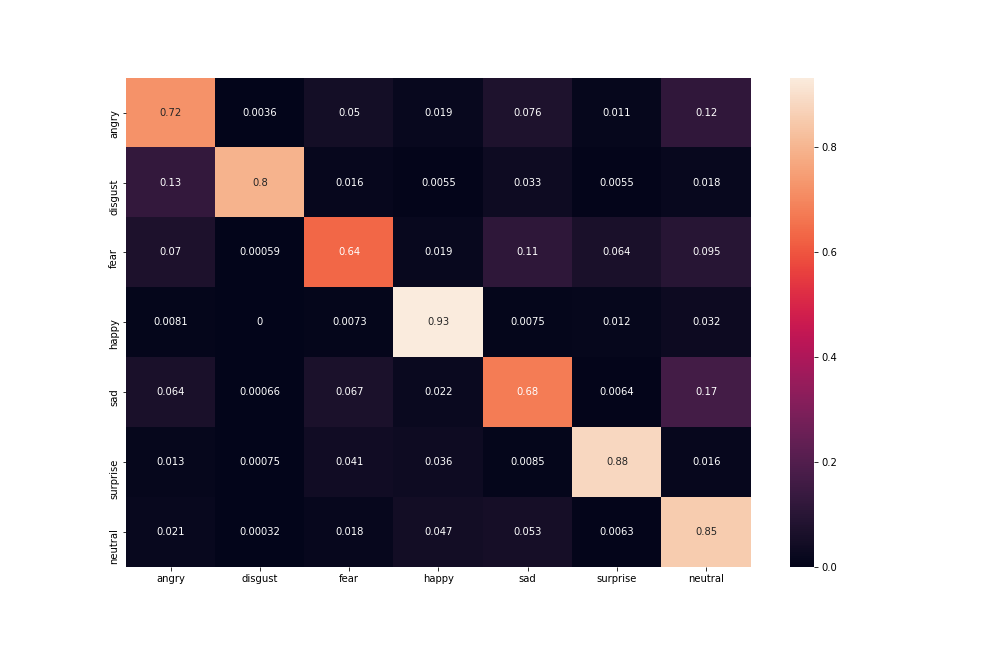 angry 0.72 0.0036 0.05 0.019 0.076 0.011 0.12
disgust 0.13 0.8 0.016 0.0055 0.033 0.0055 0.018
fear 0.07 0.00059 0.64 0.019 0.11 0.064 0.095
happy 0.0081 0 0.0073 0.93 0.0075 0.012 0.032
sad 0.064 0.00066 0.067 0.022 0.68 0.0064 0.17
surprise 0.013 0.00075 0.041 0.036 0.0085 0.88 0.016
neutral 0.021 0.00032 0.018 0.047 0.053 0.0063 0.85
angry disgust fear happy sad surprise neutral
0.8
0.6
0.4
0.2
0.0